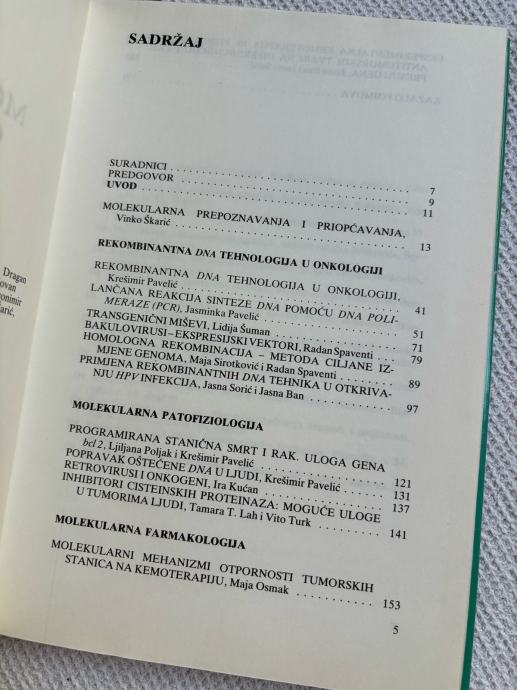 SADRŽAJ
SURADNICI 7
PREDGOVOR 9
UVOD 11
MOLEKULARNA PREPOZNAVANJA I PRIOPĆAVANJA,
Vinko Škarić 13
REKOMBINANTNA DNA TEHNOLOGIJA U ONKOLOGIJI
REKOMBINANTNA DNA TEHNOLOGIJA U ONKOLOGIJI,
Krešimir Pavelić 41
LANČANA REAKCIJA SINTEZE DNA POMOĆU DNA POLI-
MERAZE (PCR), Jasminka Pavelić 51
TRANSGENIČNI MIŠEVI, Lidija Šuman 71
BAKULOVIRUSI – EKSPRESIJSKI VEKTORI, Radan Spaventi 79
HOMOLOGNA REKOMBINACIJA – METODA CILJANE IZ-
MJENE GENOMA, Maja Sirotković i Radan Spaventi 89
PRIMJENA REKOMBINANTNIH DNA TEHNIKA U OTKRIVA-
NJU HPV INFEKCIJA, Jasna Sorić i Jasna Ban 97
MOLEKULARNA PATOFIZIOLOGIJA
PROGRAMIRANA STANIČNA SMRT I RAK. ULOGA GENA
bcl 2, Ljiljana Poljak i Krešimir Pavelić 121
POPRAVAK OŠTEĆENE DNA U LJUDI, Krešimir Pavelić 131
RETROVIRUSI I ONKOGENI, Ira Kućan 137
INHIBITORI CISTEINSKIH PROTEINAZA: MOGUĆE ULOGE
U TUMORIMA LJUDI, Tamara T. Lah i Vito Turk 141
MOLEKULARNA FARMAKOLOGIJA
MOLEKULARNI MEHANIZMI OTPORNOSTI TUMORSKIH
STANICA NA KEMOTERAPIJU, Maja Osmak 153
5
Dragan